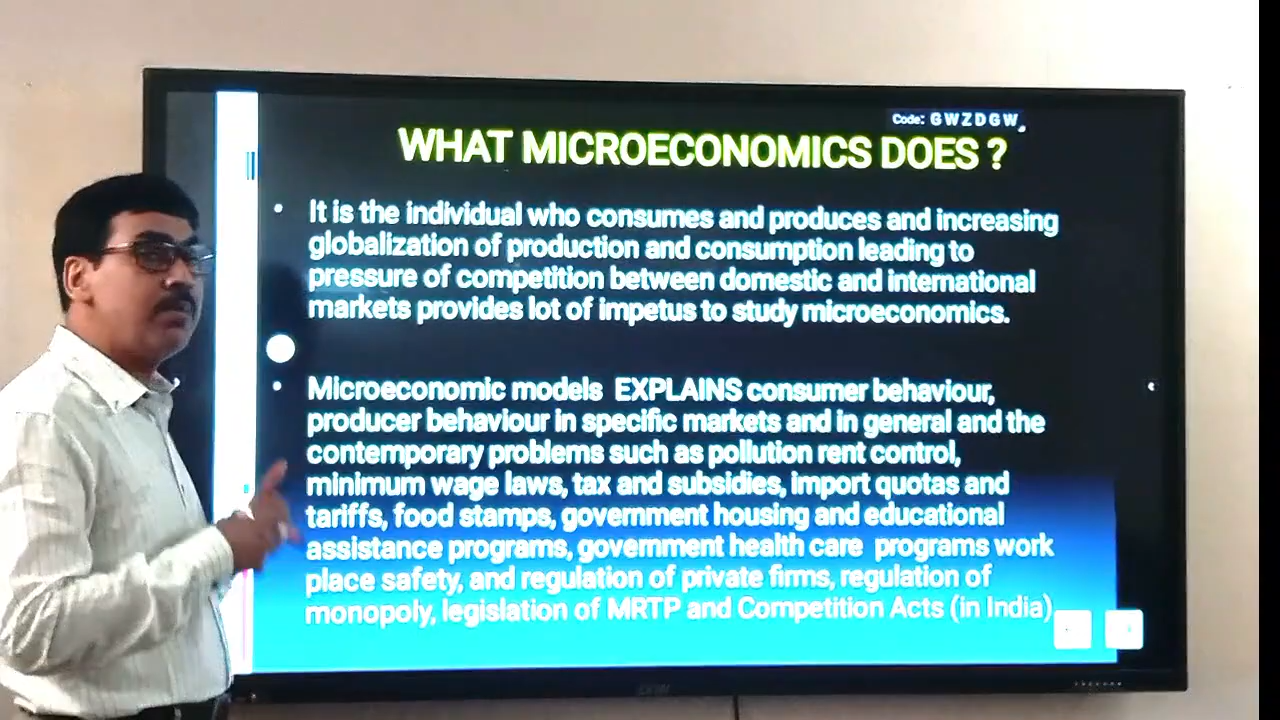 Code: GWZDGW
WHAT MICROECONOMICS DOES ?
• It is the individual who consumes and produces and increasing
globalization of production and consumption leading to
pressure of competition between domestic and international
markets provides lot of impetus to study microeconomics.
• Microeconomic models EXPLAINS consumer behaviour,
producer behaviour in specific markets and in general and the
contemporary problems such as pollution rent control,
minimum wage laws, tax and subsidies, import quotas and
tariffs, food stamps, government housing and educational
assistance programs, government health care programs work
place safety, and regulation of private firms, regulation of
monopoly, legislation of MRTP and Competition Acts (in India)